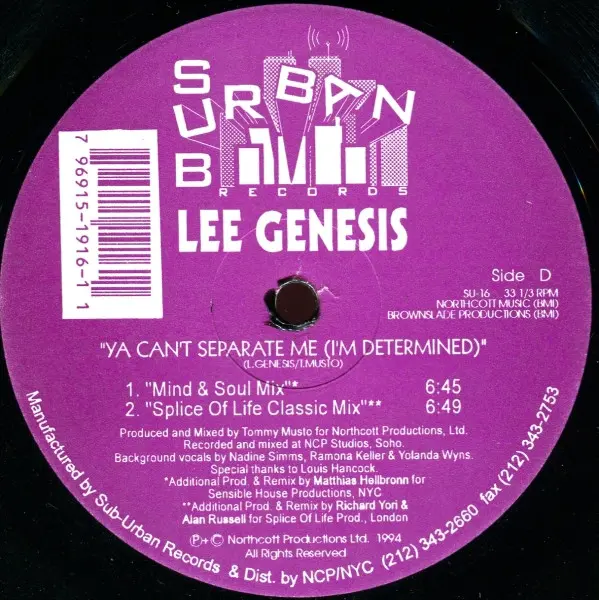 SUB URBAN
RECORDS
LEE GENESIS
7 96915-1916-1 1
Side D
SU-16 33 1/3 RPM
NORTHCOTT MUSIC (BMI)
BROWNSLADE PRODUCTIONS (BMI)
"YA CAN'T SEPARATE ME (I'M DETERMINED)"
(L.GENESIS/T.MUSTO)
1. "Mind & Soul Mix"* 6:45
2. "Splice Of Life Classic Mix"** 6:49
Produced and Mixed by Tommy Musto for Northcott Productions, Ltd.
Recorded and mixed at NCP Studios, Soho.
Background vocals by Nadine Simms, Ramona Keller & Yolanda Wyns.
Special thanks to Louis Hancock.
*Additional Prod. & Remix by Matthias Heilbronn for
Sensible House Productions, NYC
**Additional Prod. & Remix by Richard Yori &
Alan Russell for Splice Of Life Prod., London
℗+© Northcott Productions Ltd. 1994
All Rights Reserved
Manufactured by Sub-Urban Records & Dist. by NCP/NYC (212) 343-2660 fax (212) 343-2753